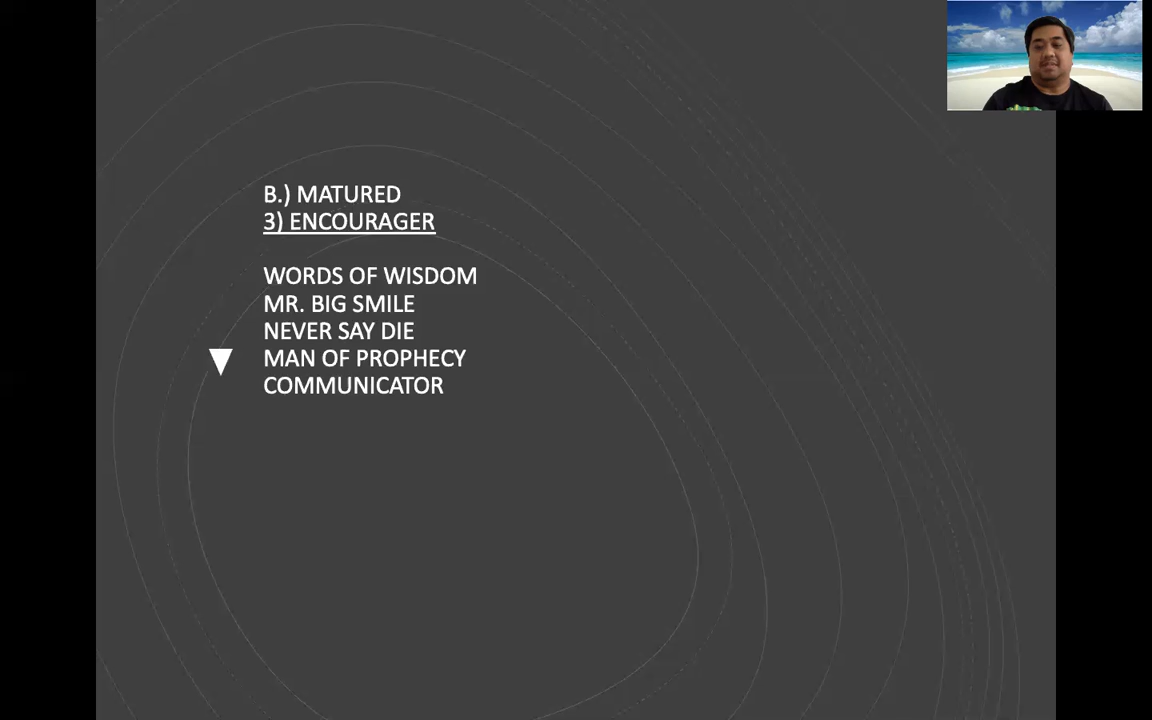 B.) MATURED
3) ENCOURAGER
WORDS OF WISDOM
MR. BIG SMILE
NEVER SAY DIE
MAN OF PROPHECY
COMMUNICATOR